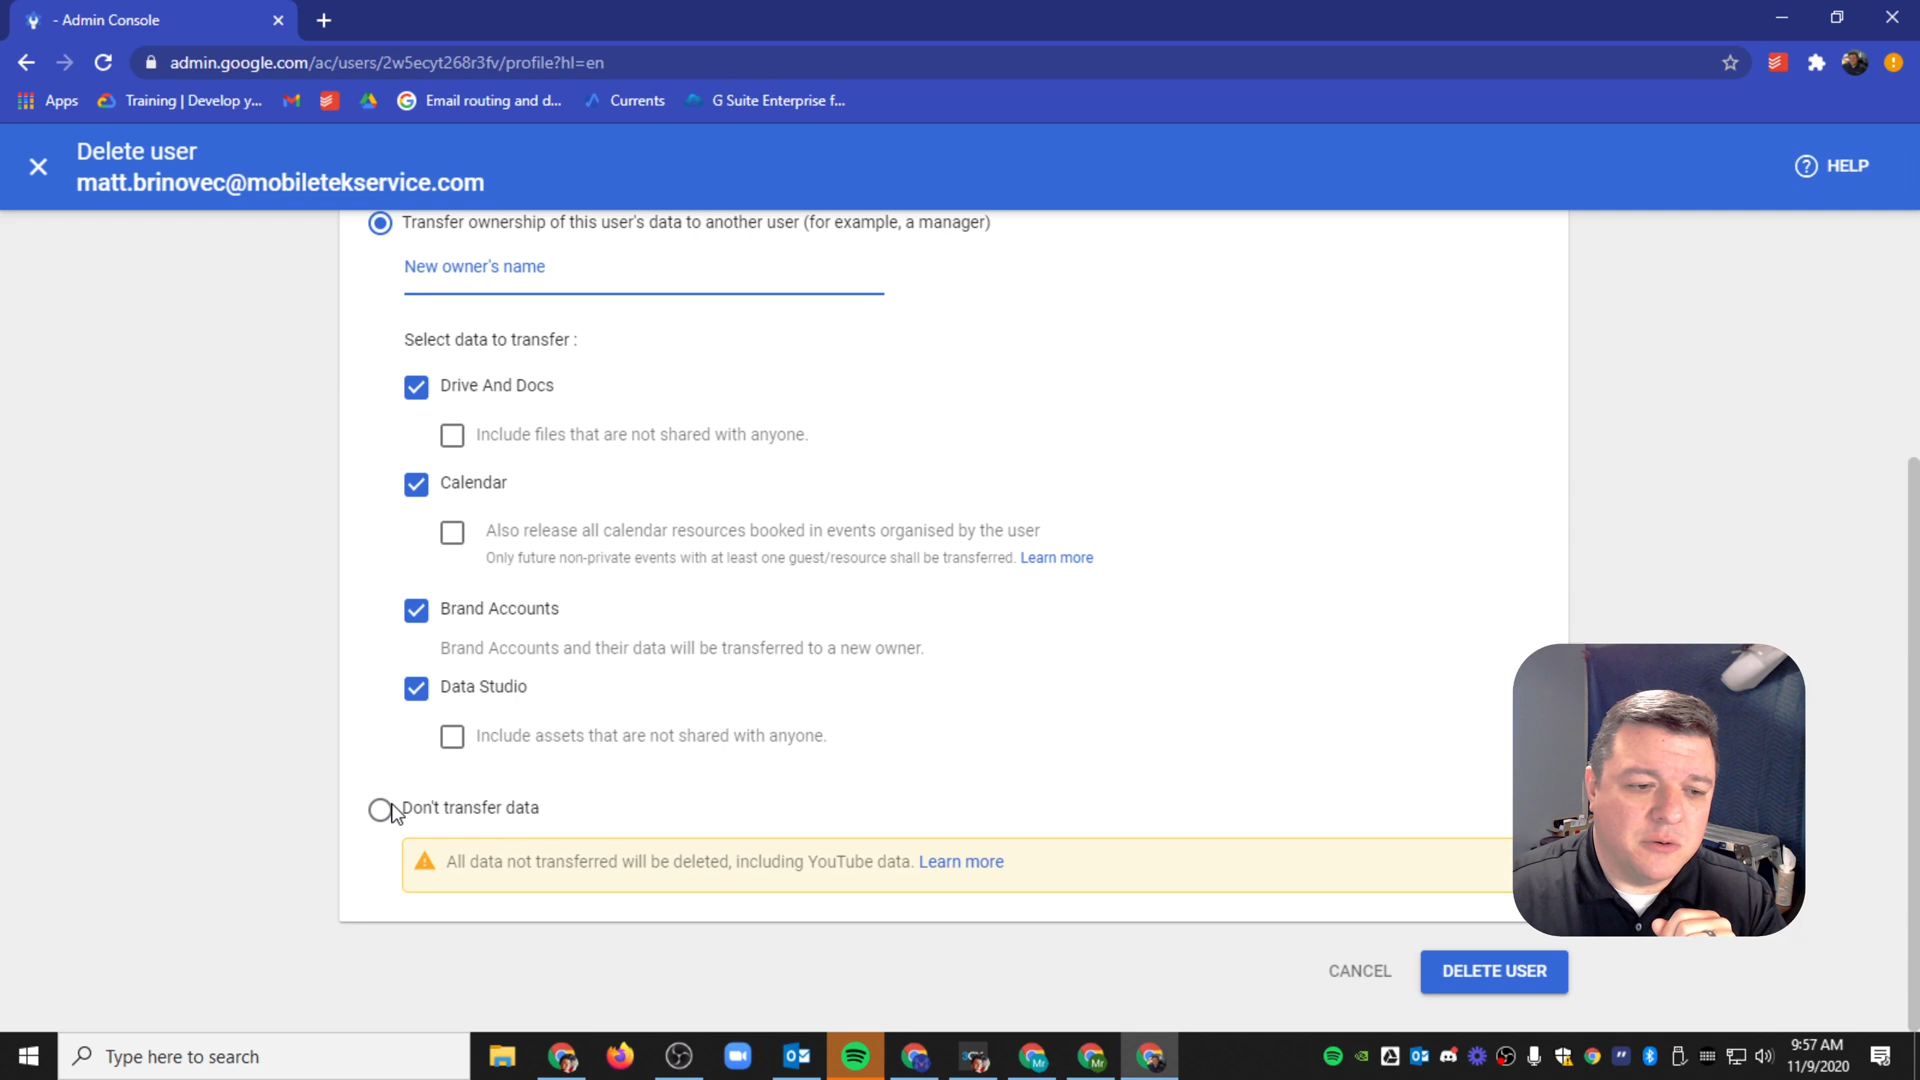 - Admin Console
admin.google.com/ac/users/2w5ecyt268r3fv/profile?hl=en
Apps
Training | Develop y...
Email routing and d...
Currents
G Suite Enterprise f...
Delete user
matt.brinovec@mobiletekservice.com
HELP
Transfer ownership of this user's data to another user (for example, a manager)
New owner's name
Select data to transfer :
Drive And Docs
Include files that are not shared with anyone.
Calendar
Also release all calendar resources booked in events organised by the user
Only future non-private events with at least one guest/resource shall be transferred. Learn more
Brand Accounts
Brand Accounts and their data will be transferred to a new owner.
Data Studio
Include assets that are not shared with anyone.
Don't transfer data
All data not transferred will be deleted, including YouTube data. Learn more
CANCEL
DELETE USER
Type here to search
9:57 AM
11/9/2020